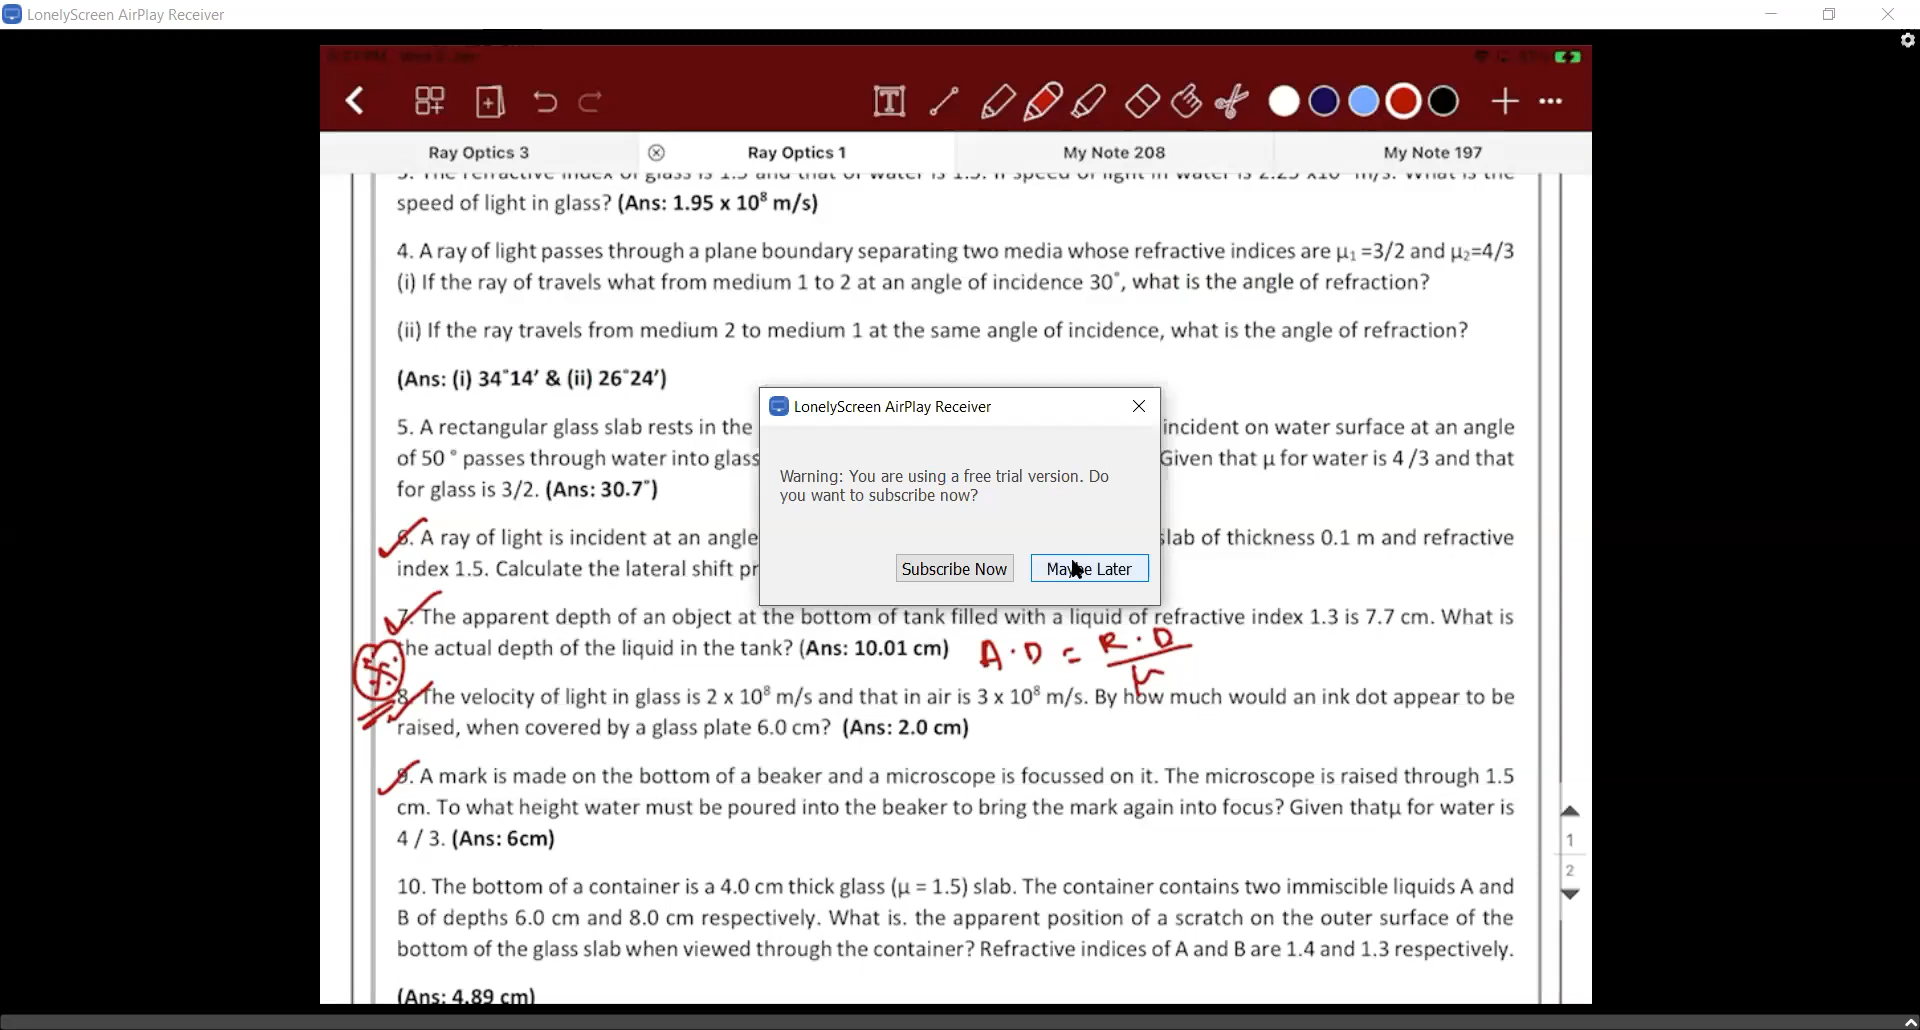 LonelyScreen AirPlay Receiver
Ray Optics 3
Ray Optics 1
My Note 208
My Note 197
speed of light in glass? (Ans: 1.95 x 10⁸ m/s)
4. A ray of light passes through a plane boundary separating two media whose refractive indices are μ₁ =3/2 and μ₂=4/3
(i) If the ray of travels what from medium 1 to 2 at an angle of incidence 30˚, what is the angle of refraction?
(ii) If the ray travels from medium 2 to medium 1 at the same angle of incidence, what is the angle of refraction?
(Ans: (i) 34˚14′ & (ii) 26˚24′)
5. A rectangular glass slab rests in the incident on water surface at an angle
of 50 ° passes through water into glass Given that μ for water is 4 /3 and that
for glass is 3/2. (Ans: 30.7˚)
6. A ray of light is incident at an angle slab of thickness 0.1 m and refractive
index 1.5. Calculate the lateral shift pr
LonelyScreen AirPlay Receiver
Warning: You are using a free trial version. Do
you want to subscribe now?
Subscribe Now
Maybe Later
7. The apparent depth of an object at the bottom of tank filled with a liquid of refractive index 1.3 is 7.7 cm. What is
the actual depth of the liquid in the tank? (Ans: 10.01 cm) A.D = R.D / μ
8. The velocity of light in glass is 2 x 10⁸ m/s and that in air is 3 x 10⁸ m/s. By how much would an ink dot appear to be
raised, when covered by a glass plate 6.0 cm? (Ans: 2.0 cm)
9. A mark is made on the bottom of a beaker and a microscope is focussed on it. The microscope is raised through 1.5
cm. To what height water must be poured into the beaker to bring the mark again into focus? Given thatμ for water is
4 / 3. (Ans: 6cm)
1
2
10. The bottom of a container is a 4.0 cm thick glass (μ = 1.5) slab. The container contains two immiscible liquids A and
B of depths 6.0 cm and 8.0 cm respectively. What is. the apparent position of a scratch on the outer surface of the
bottom of the glass slab when viewed through the container? Refractive indices of A and B are 1.4 and 1.3 respectively.
(Ans: 4.89 cm)